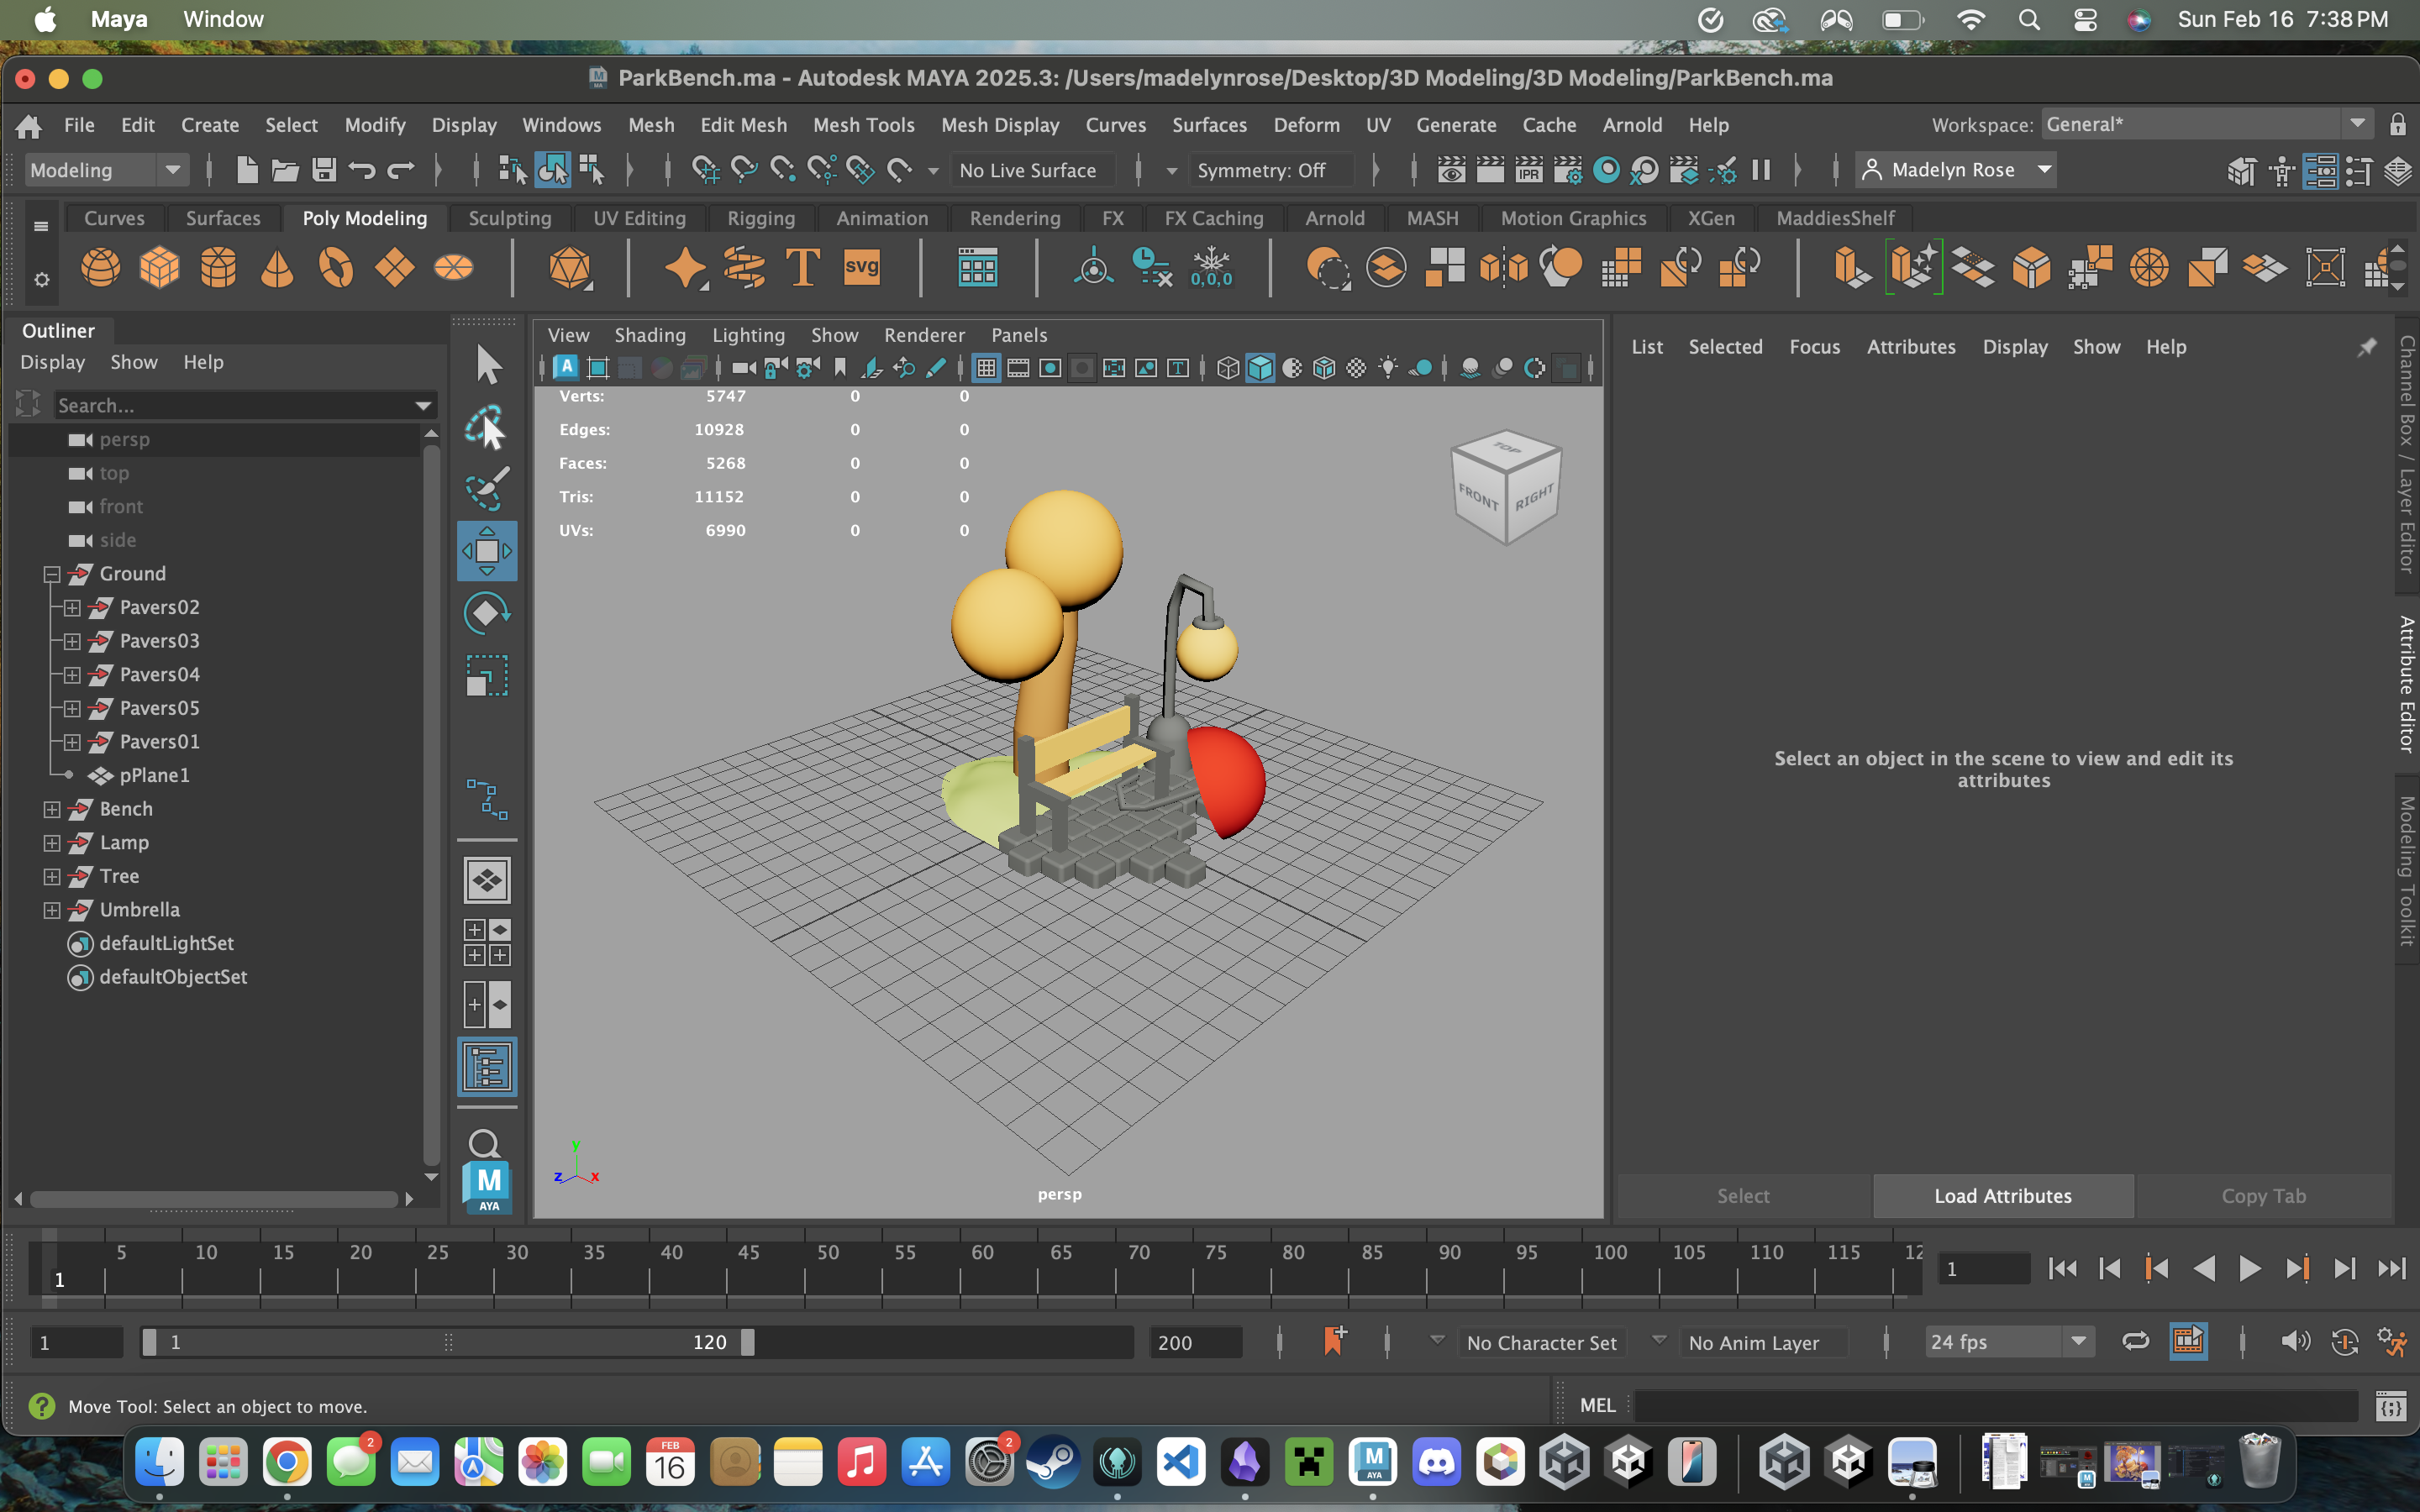 Maya Window Sun Feb 16 7:38 PM
ParkBench.ma - Autodesk MAYA 2025.3: /Users/madelynrose/Desktop/3D Modeling/3D Modeling/ParkBench.ma
File Edit Create Select Modify Display Windows Mesh Edit Mesh Mesh Tools Mesh Display Curves Surfaces Deform UV Generate Cache Arnold Help Workspace: General*
Modeling No Live Surface Symmetry: Off IPR Madelyn Rose
Curves Surfaces Poly Modeling Sculpting UV Editing Rigging Animation Rendering FX FX Caching Arnold MASH Motion Graphics XGen MaddiesShelf
T svg 0,0,0
Outliner
Display Show Help
Search...
persp
top
front
side
Ground
Pavers02
Pavers03
Pavers04
Pavers05
Pavers01
pPlane1
Bench
Lamp
Tree
Umbrella
defaultLightSet
defaultObjectSet
M
AYA
View Shading Lighting Show Renderer Panels
Verts: 5747 0 0
Edges: 10928 0 0
Faces: 5268 0 0
Tris: 11152 0 0
UVs: 6990 0 0
TOP
FRONT RIGHT
y
z x
persp
List Selected Focus Attributes Display Show Help
Select an object in the scene to view and edit its
attributes
Select Load Attributes Copy Tab
Channel Box / Layer Editor
Attribute Editor
Modeling Toolkit
5 10 15 20 25 30 35 40 45 50 55 60 65 70 75 80 85 90 95 100 105 110 115 12
1
1
1 1 120 200 No Character Set No Anim Layer 24 fps
Move Tool: Select an object to move. MEL
2 FEB 16 2 M AYA